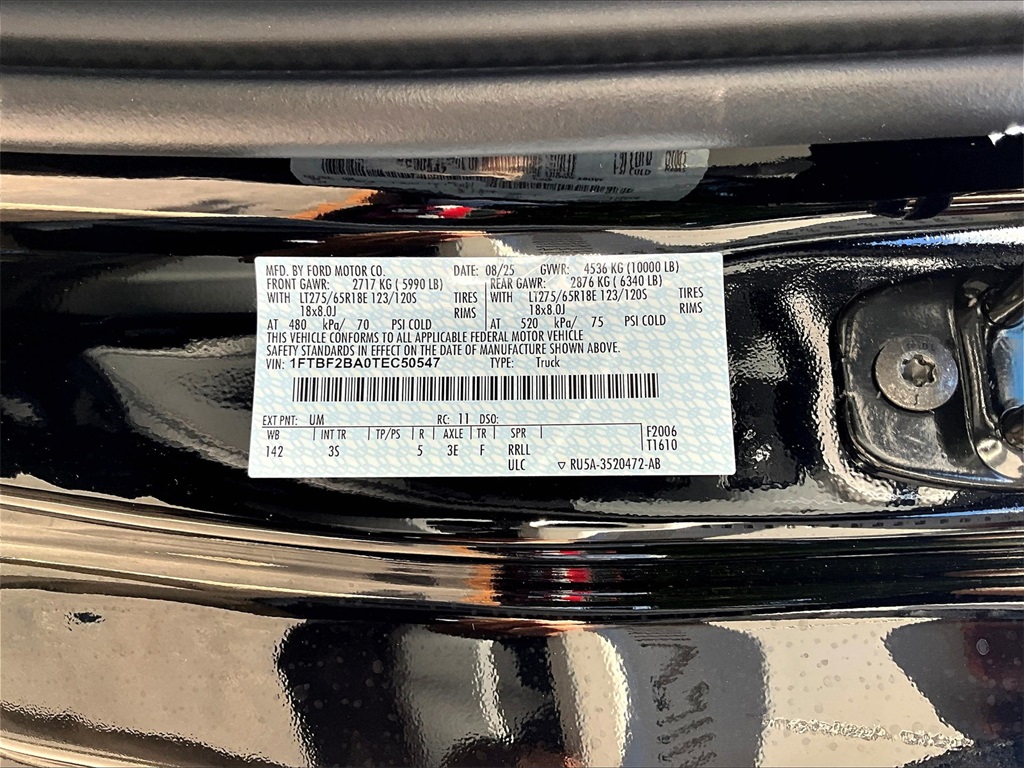 MFD. BY FORD MOTOR CO. DATE: 08/25 GVWR: 4536 KG (10000 LB)
FRONT GAWR: 2717 KG ( 5990 LB) REAR GAWR: 2876 KG ( 6340 LB)
WITH LT275/65R18E 123/120S TIRES WITH LT275/65R18E 123/120S TIRES
18x8.0J RIMS 18x8.0J RIMS
AT 480 kPa/ 70 PSI COLD AT 520 kPa/ 75 PSI COLD
THIS VEHICLE CONFORMS TO ALL APPLICABLE FEDERAL MOTOR VEHICLE
SAFETY STANDARDS IN EFFECT ON THE DATE OF MANUFACTURE SHOWN ABOVE.
VIN: 1FTBF2BA0TEC50547 TYPE: Truck
EXT PNT: UM RC: 11 DSO:
WB INT TR TP/PS R AXLE TR SPR F2006
142 3S 5 3E F RRLL T1610
ULC RU5A-3520472-AB